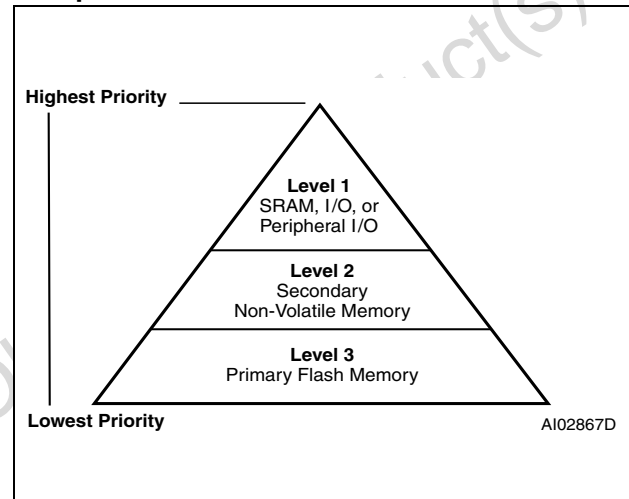 Highest Priority
Level 1
SRAM, I/O, or
Peripheral I/O
Level 2
Secondary
Non-Volatile Memory
Level 3
Primary Flash Memory
Lowest Priority
AI02867D